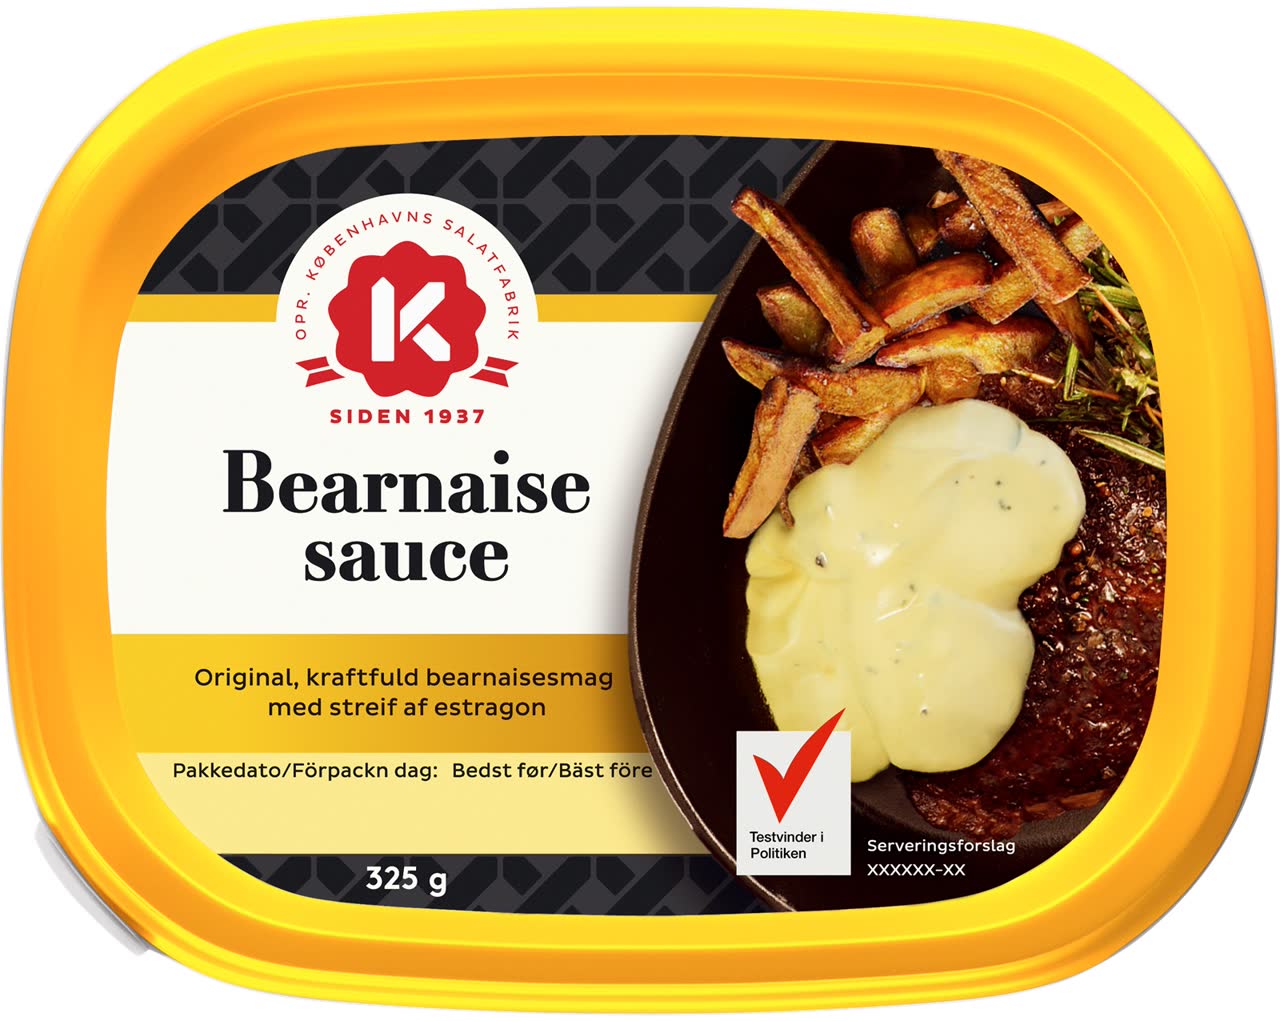 OPR. KØBENHAVNS SALATFABRIK
K
SIDEN 1937
Bearnaise
sauce
Original, kraftfuld bearnaisesmag
med streif af estragon
Pakkedato/Förpackn dag: Bedst før/Bäst före
325 g
Testvinder i
Politiken
Serveringsforslag
XXXXXX-XX